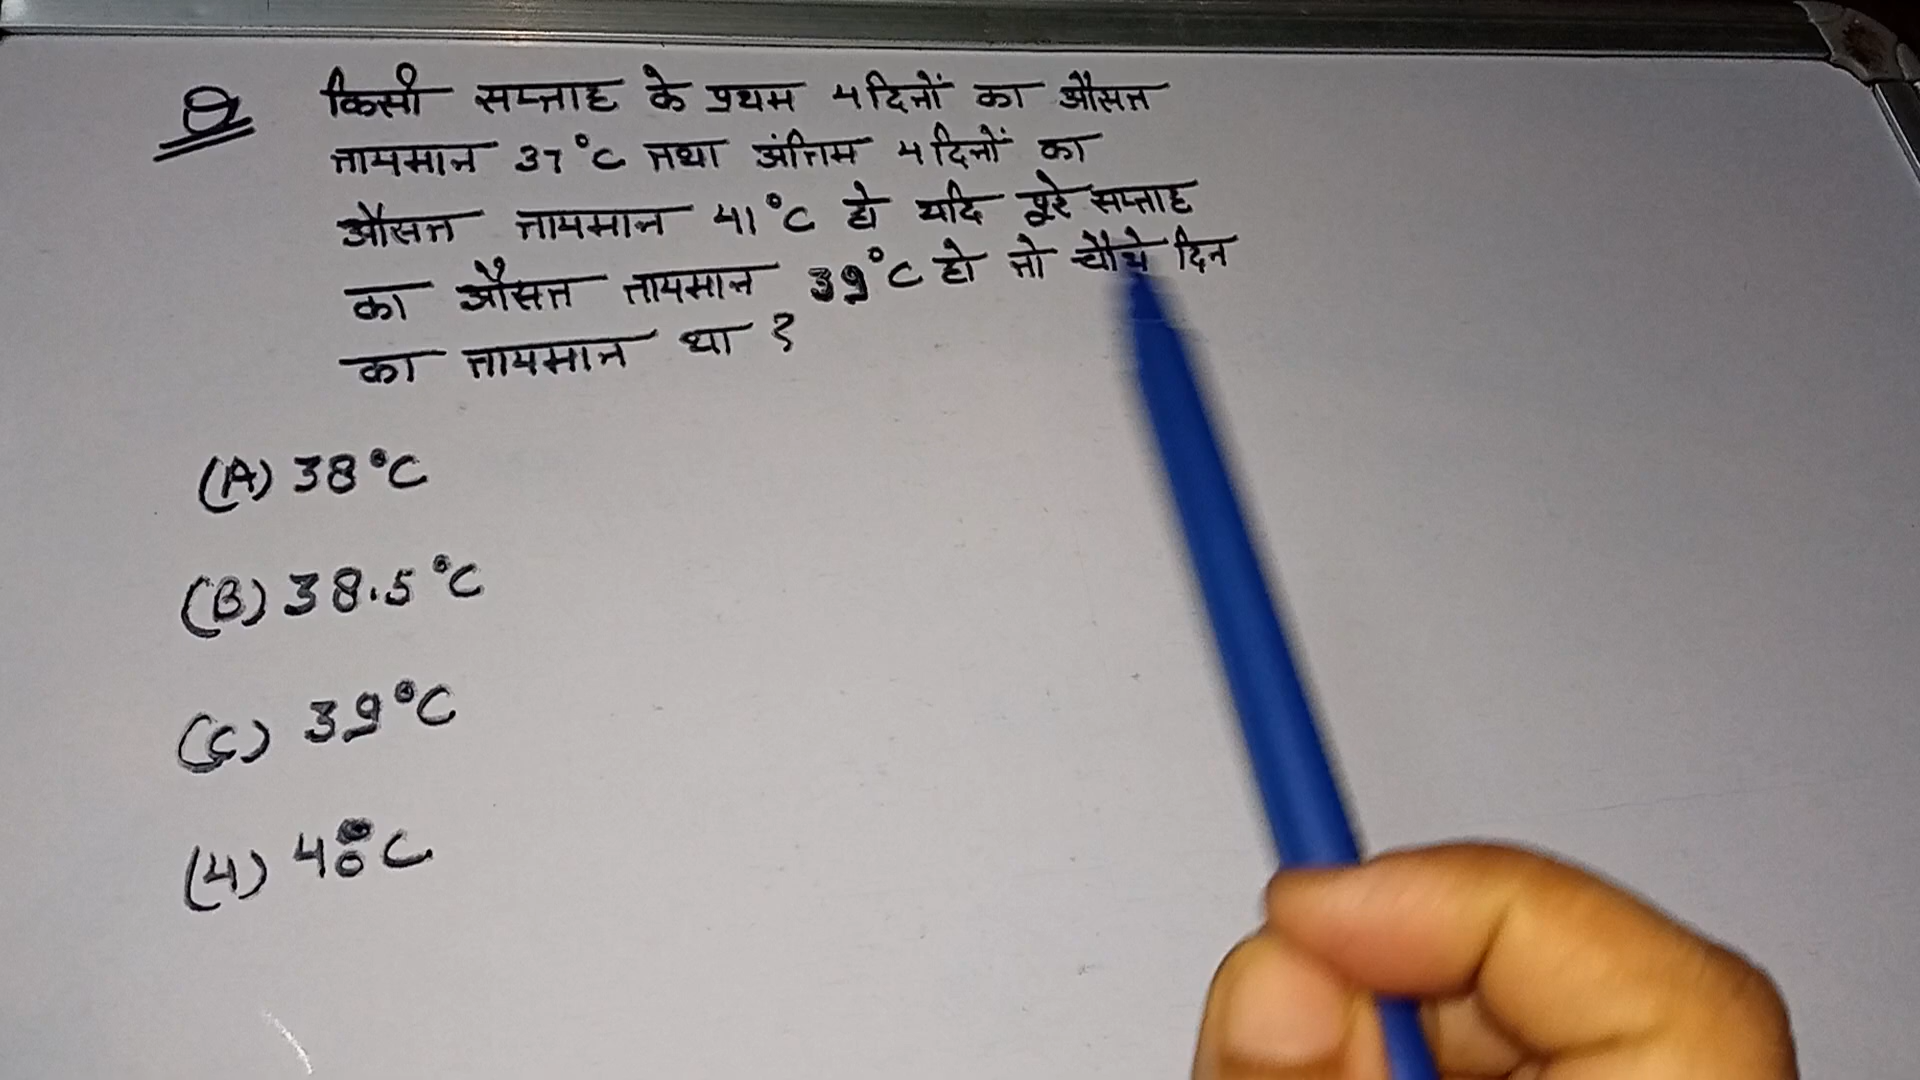 Q किसी सप्ताह के प्रथम 4 दिनों का औसत
तापमान 37°C तथा अंतिम 4 दिनों का
औसत तापमान 41°C हो यदि पूरे सप्ताह
का औसत तापमान 39°C हो तो चौथे दिन
का तापमान था ?
(A) 38°C
(B) 38.5°C
(C) 39°C
(4) 40°C